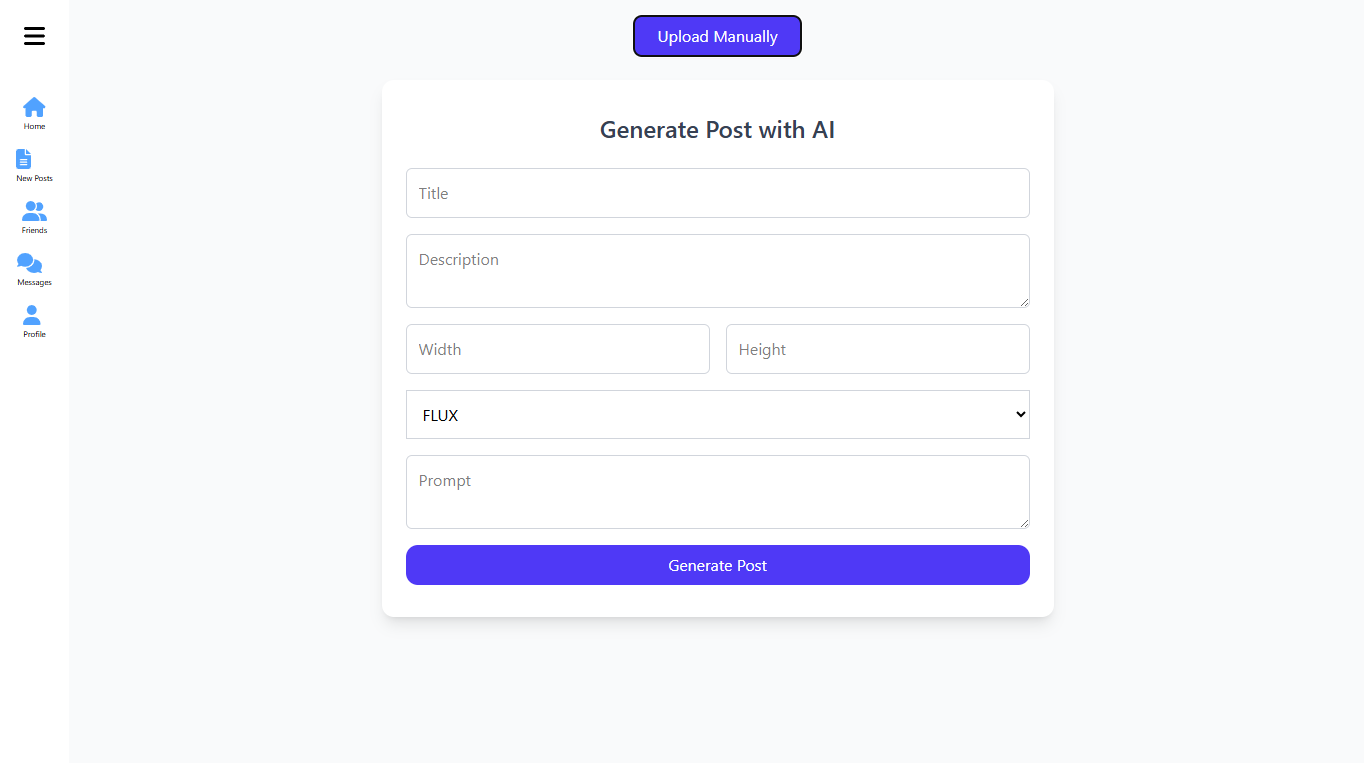 Upload Manually
Home
New Posts
Friends
Messages
Profile
Generate Post with AI
Title
Description
Width
Height
FLUX
Prompt
Generate Post